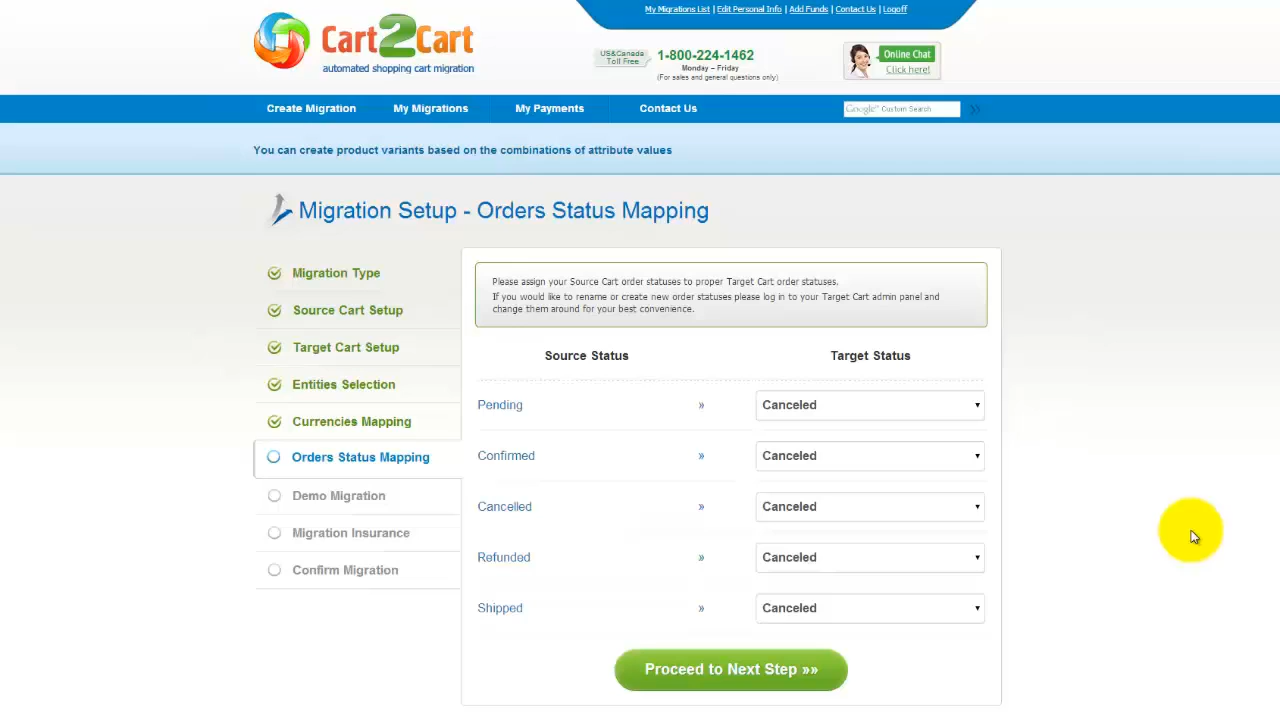 My Migrations List | Edit Personal Info | Add Funds | Contact Us | Logoff
Cart2Cart
automated shopping cart migration
US&Canada
Toll Free
1-800-224-1462
Monday – Friday
(For sales and general questions only)
Online Chat
Click here!
Create Migration
My Migrations
My Payments
Contact Us
Google™ Custom Search
You can create product variants based on the combinations of attribute values
Migration Setup - Orders Status Mapping
Migration Type
Source Cart Setup
Target Cart Setup
Entities Selection
Currencies Mapping
Orders Status Mapping
Demo Migration
Migration Insurance
Confirm Migration
Please assign your Source Cart order statuses to proper Target Cart order statuses.
If you would like to rename or create new order statuses please log in to your Target Cart admin panel and
change them around for your best convenience.
Source Status Target Status
Pending » Canceled
Confirmed » Canceled
Cancelled » Canceled
Refunded » Canceled
Shipped » Canceled
Proceed to Next Step »»